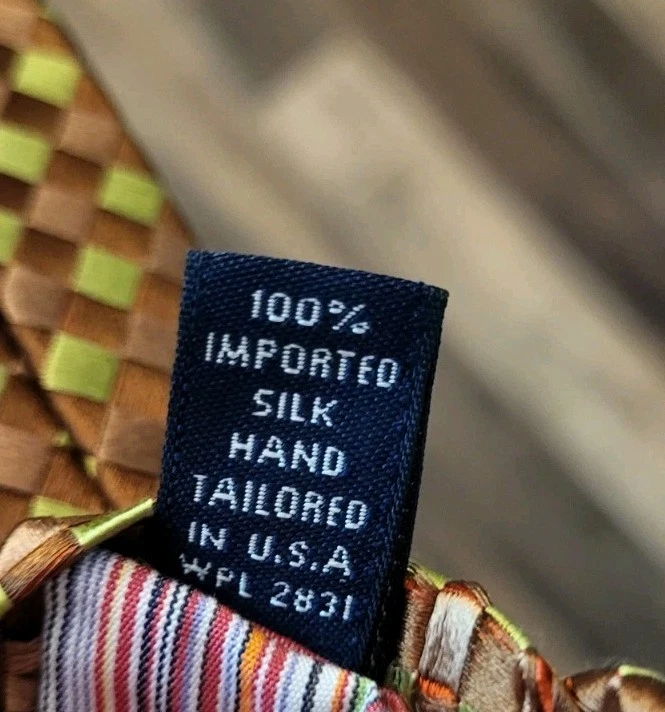 100%
IMPORTED
SILK
HAND
TAILORED
IN U.S.A
WPL 2831